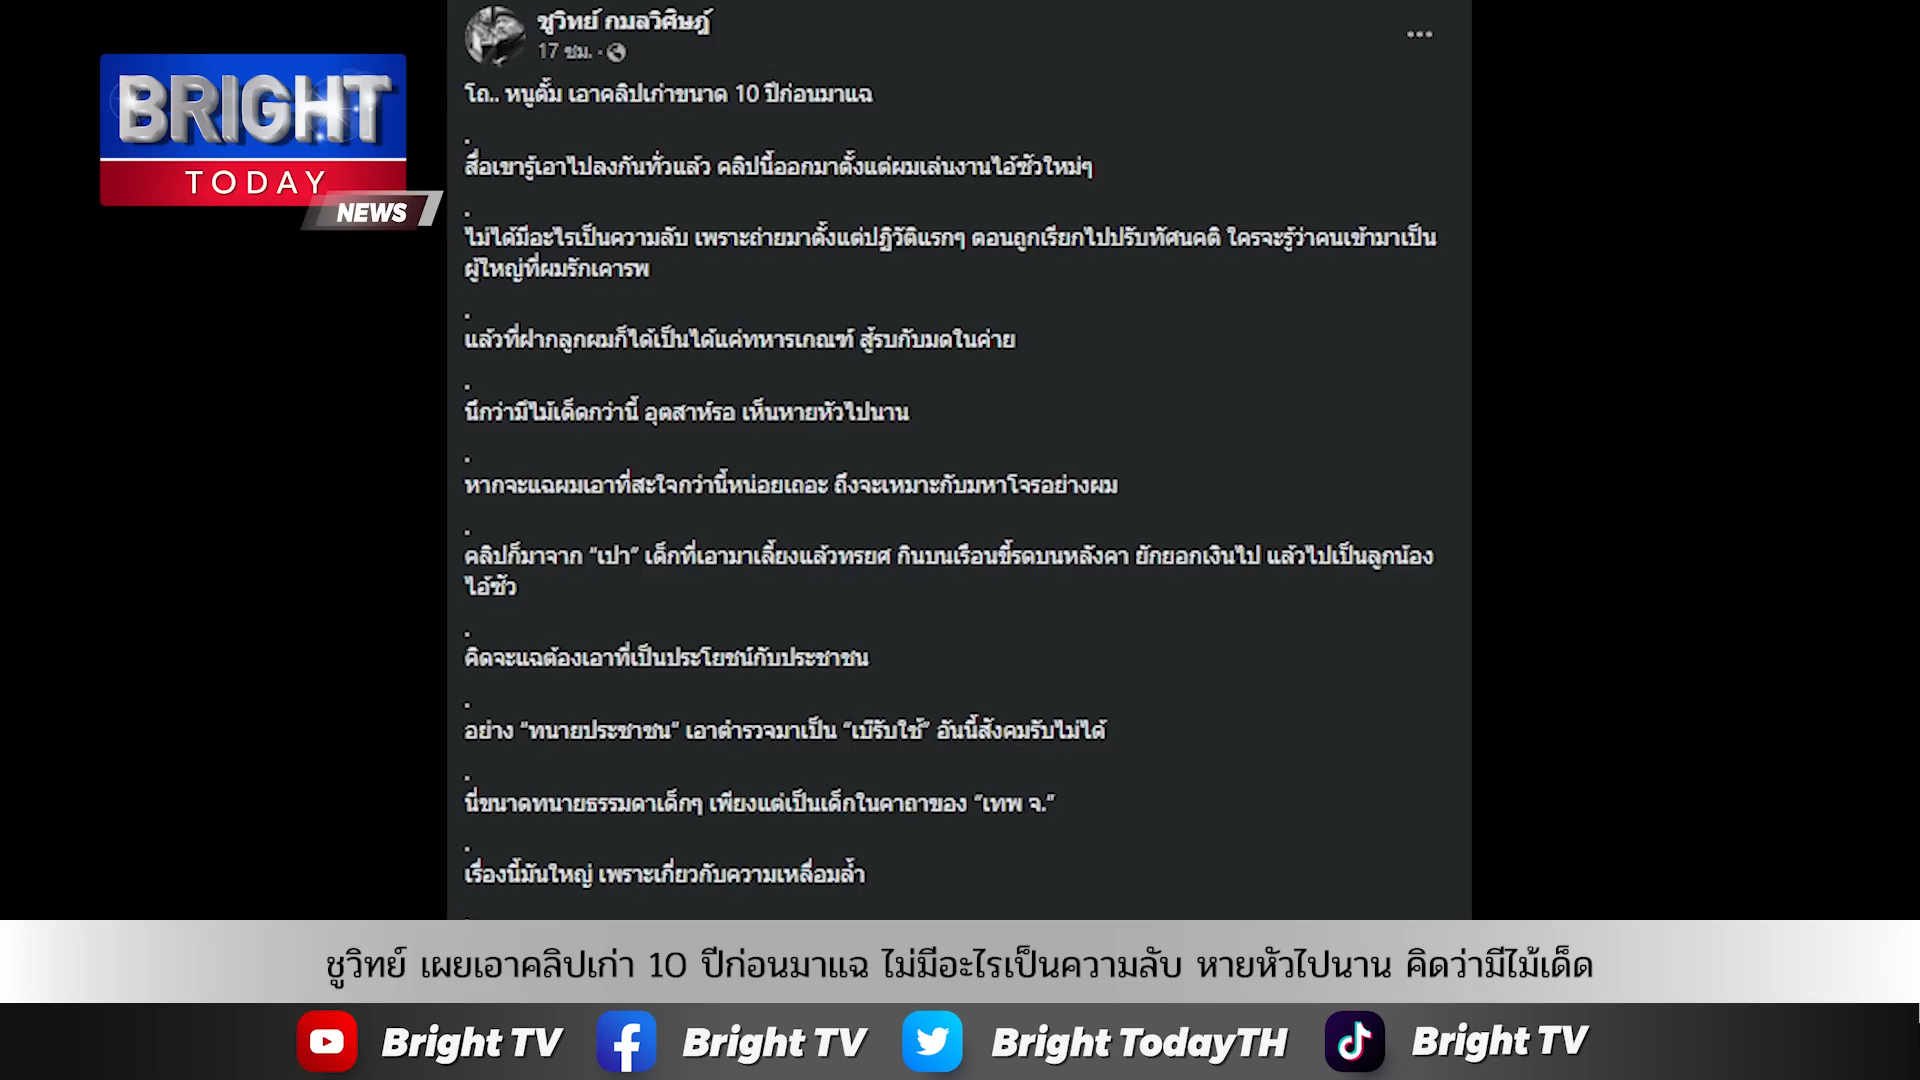 BRIGHT
TODAY
NEWS
ชูวิทย์ กมลวิศิษฎ์
17 ชม. ·
โถ.. หนูตั้ม เอาคลิปเก่าขนาด 10 ปีก่อนมาแฉ
.
สื่อเขารู้เอาไปลงกันทั่วแล้ว คลิปนี้ออกมาตั้งแต่ผมเล่นงานไอ้ซัวใหม่ๆ
.
ไม่ได้มีอะไรเป็นความลับ เพราะถ่ายมาตั้งแต่ปฏิวัติแรกๆ ตอนถูกเรียกไปปรับทัศนคติ ใครจะรู้ว่าคนเข้ามาเป็น
ผู้ใหญ่ที่ผมรักเคารพ
.
แล้วที่ฝากลูกผมก็ได้เป็นได้แค่ทหารเกณฑ์ สู้รบกับมดในค่าย
.
นึกว่ามีไม้เด็ดกว่านี้ อุตสาห์รอ เห็นหายหัวไปนาน
.
หากจะแฉผมเอาที่สะใจกว่านี้หน่อยเถอะ ถึงจะเหมาะกับมหาโจรอย่างผม
.
คลิปก็มาจาก “เปา” เด็กที่เอามาเลี้ยงแล้วทรยศ กินบนเรือนขี้รดบนหลังคา ยักยอกเงินไป แล้วไปเป็นลูกน้อง
ไอ้ซัว
.
คิดจะแฉต้องเอาที่เป็นประโยชน์กับประชาชน
.
อย่าง “ทนายประชาชน” เอาตำรวจมาเป็น “เบ๊รับใช้” อันนี้สังคมรับไม่ได้
.
นี่ขนาดทนายธรรมดาเด็กๆ เพียงแต่เป็นเด็กในคาถาของ “เทพ จ.”
.
เรื่องนี้มันใหญ่ เพราะเกี่ยวกับความเหลื่อมล้ำ
ชูวิทย์ เผยเอาคลิปเก่า 10 ปีก่อนมาแฉ ไม่มีอะไรเป็นความลับ หายหัวไปนาน คิดว่ามีไม้เด็ด
Bright TV Bright TV Bright TodayTH Bright TV